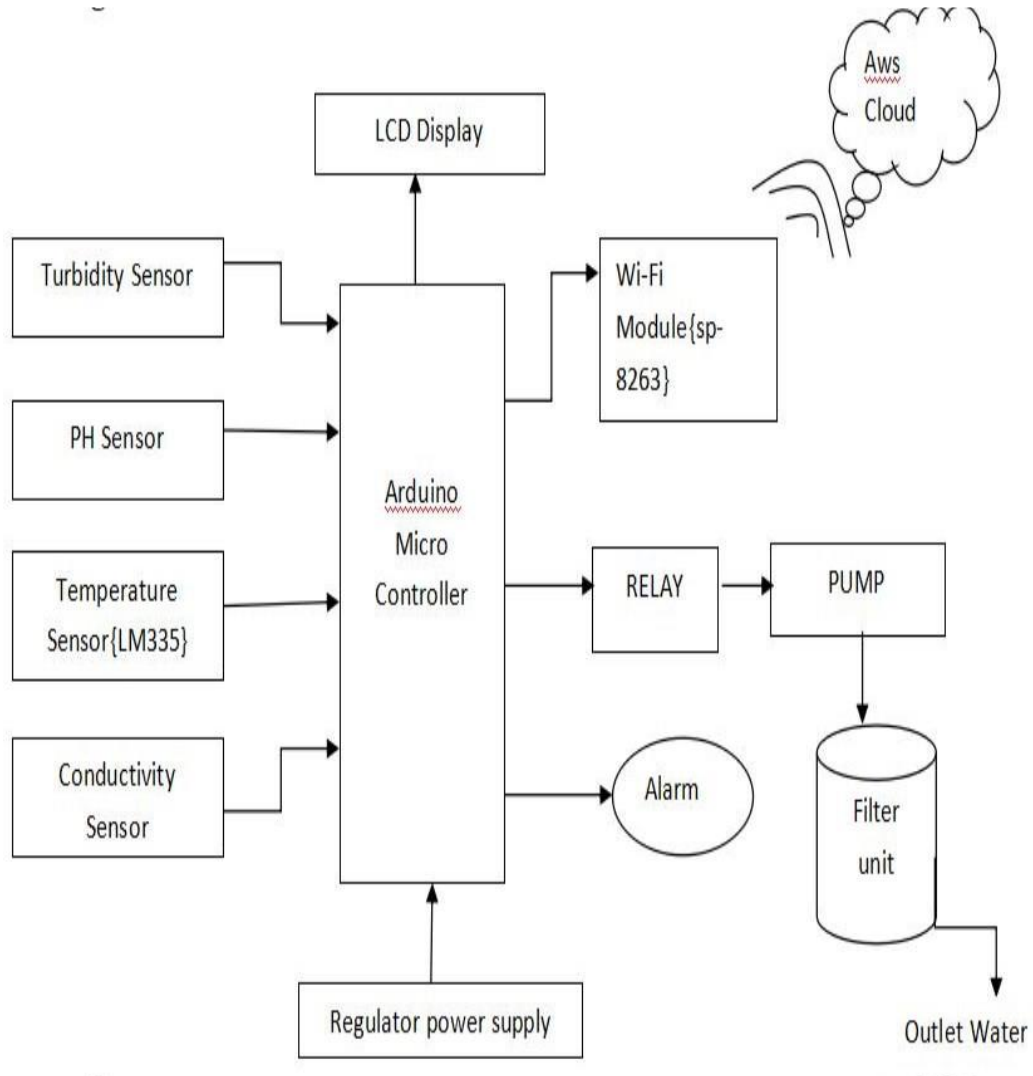 Aws
Cloud
LCD Display
Turbidity Sensor
Wi-Fi
Module{sp-
8263}
PH Sensor
Arduino
Micro
Controller
Temperature
Sensor{LM335}
RELAY
PUMP
Conductivity
Sensor
Alarm
Filter
unit
Regulator power supply
Outlet Water